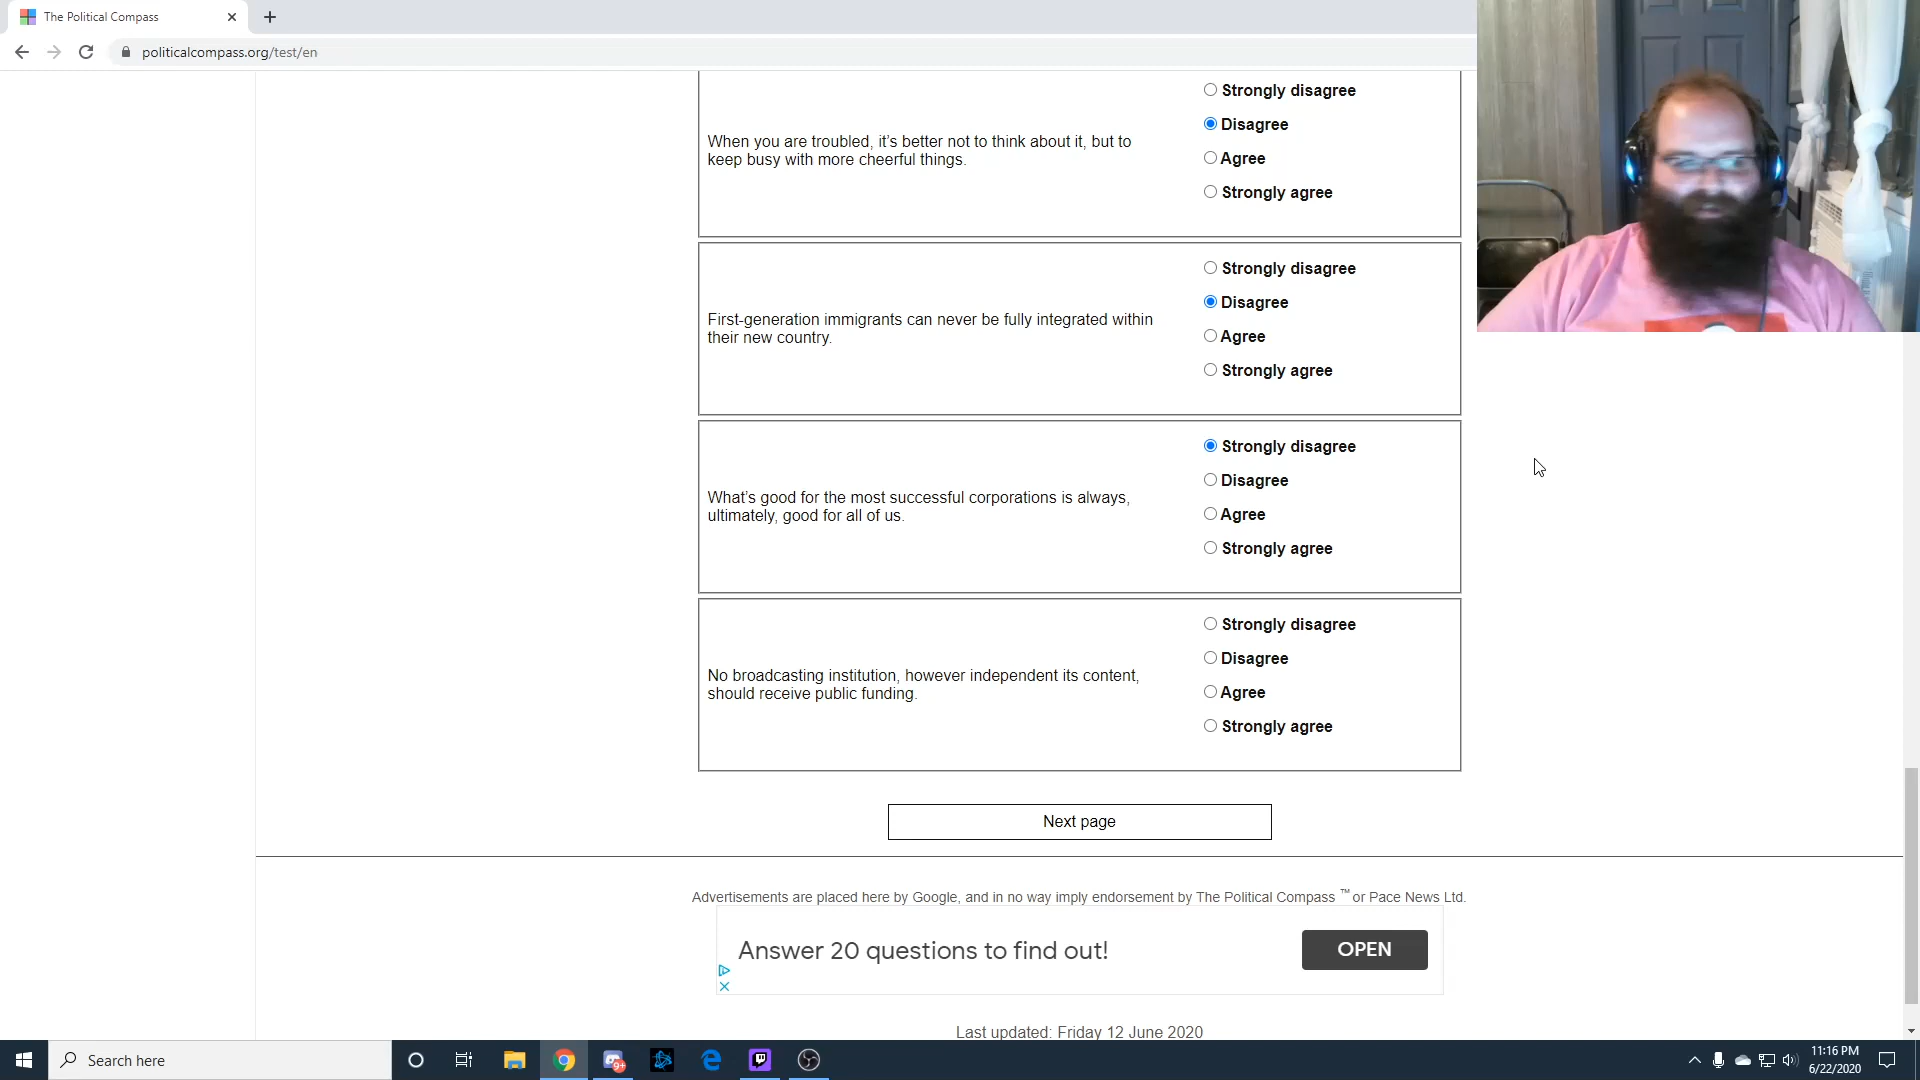 The Political Compass
politicalcompass.org/test/en
Strongly disagree
Disagree
When you are troubled, it’s better not to think about it, but to
keep busy with more cheerful things.
Agree
Strongly agree
Strongly disagree
Disagree
First-generation immigrants can never be fully integrated within
their new country.
Agree
Strongly agree
Strongly disagree
Disagree
What’s good for the most successful corporations is always,
ultimately, good for all of us.
Agree
Strongly agree
Strongly disagree
Disagree
No broadcasting institution, however independent its content,
should receive public funding.
Agree
Strongly agree
Next page
Advertisements are placed here by Google, and in no way imply endorsement by The Political Compass ™ or Pace News Ltd.
Answer 20 questions to find out!
OPEN
Last updated: Friday 12 June 2020
Search here
9+
11:16 PM
6/22/2020